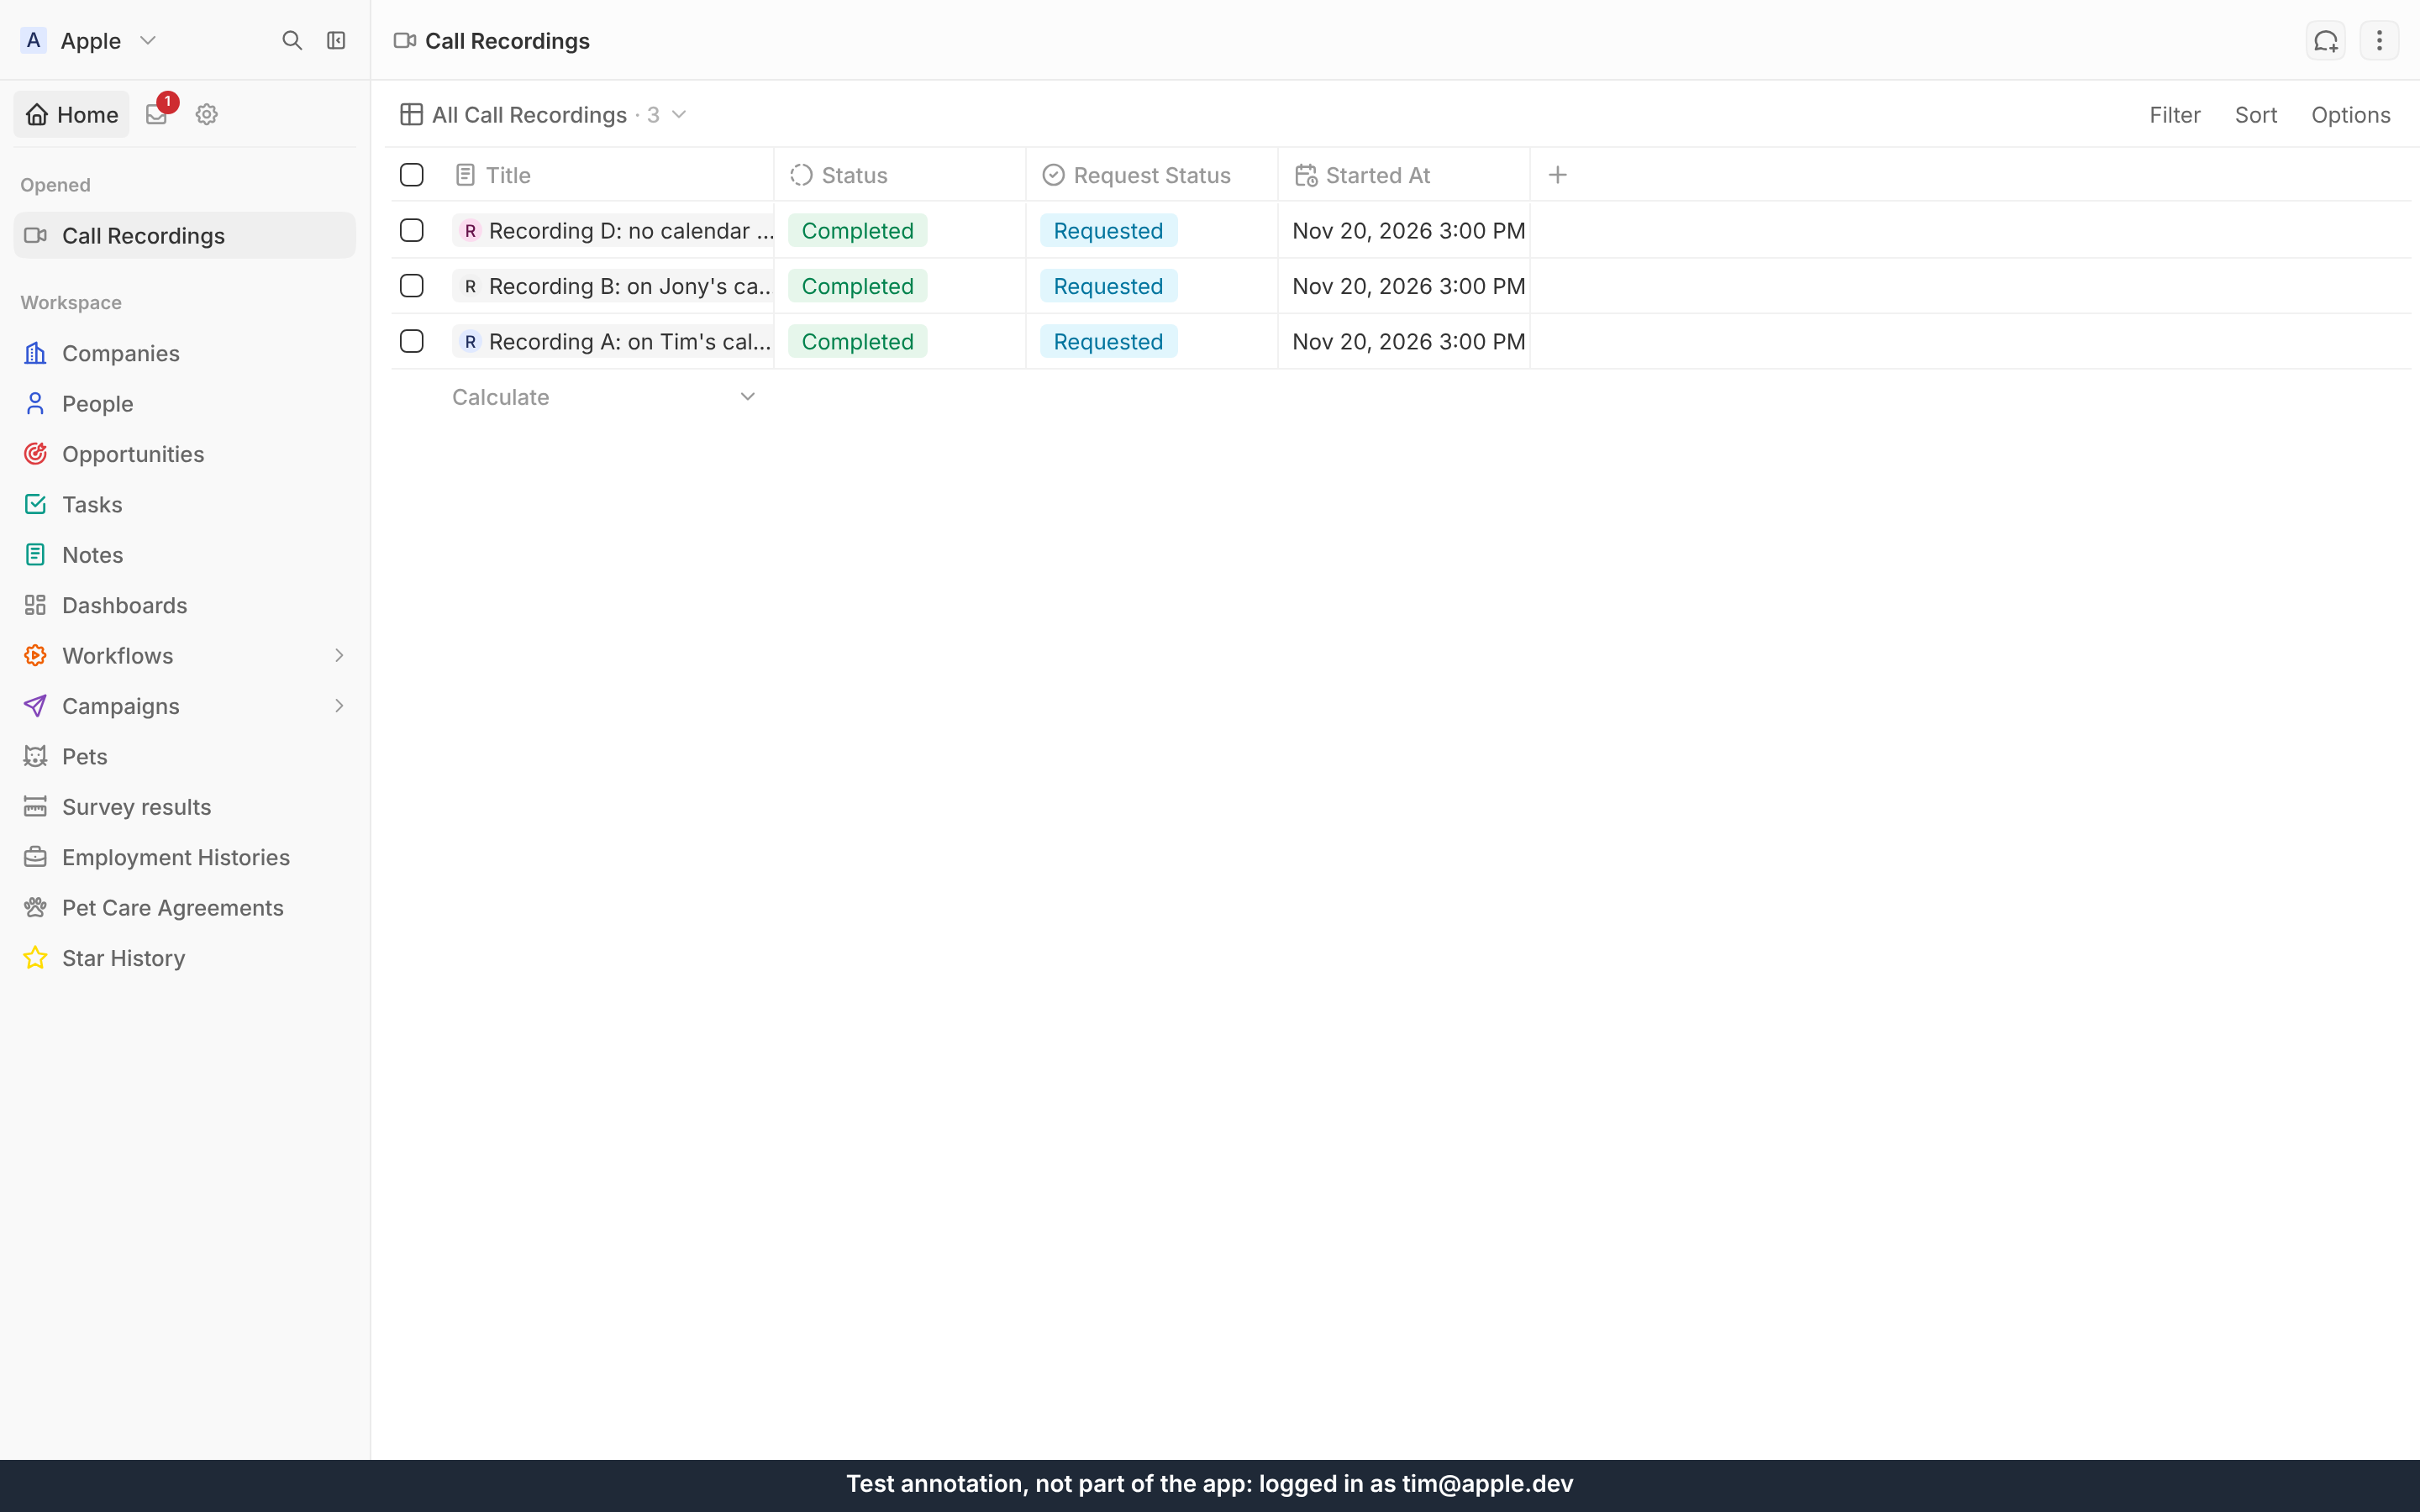 A Apple
Call Recordings
Home 1
All Call Recordings · 3
Filter Sort Options
Opened
Call Recordings
Title Status Request Status Started At
R Recording D: no calendar ... Completed Requested Nov 20, 2026 3:00 PM
R Recording B: on Jony's ca... Completed Requested Nov 20, 2026 3:00 PM
R Recording A: on Tim's cal... Completed Requested Nov 20, 2026 3:00 PM
Calculate
Workspace
Companies
People
Opportunities
Tasks
Notes
Dashboards
Workflows
Campaigns
Pets
Survey results
Employment Histories
Pet Care Agreements
Star History
Test annotation, not part of the app: logged in as tim@apple.dev